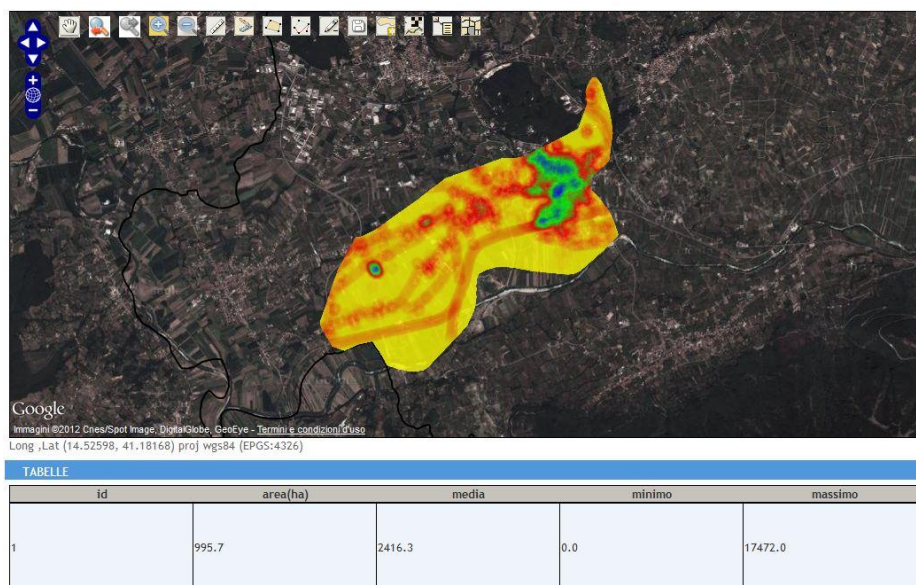 Google
Immagini ©2012 Cnes/Spot Image, DigitalGlobe, GeoEye - Termini e condizioni d'uso
Long ,Lat (14.52598, 41.18168) proj wgs84 (EPGS:4326)
TABELLE
id area(ha) media minimo massimo
1 995.7 2416.3 0.0 17472.0